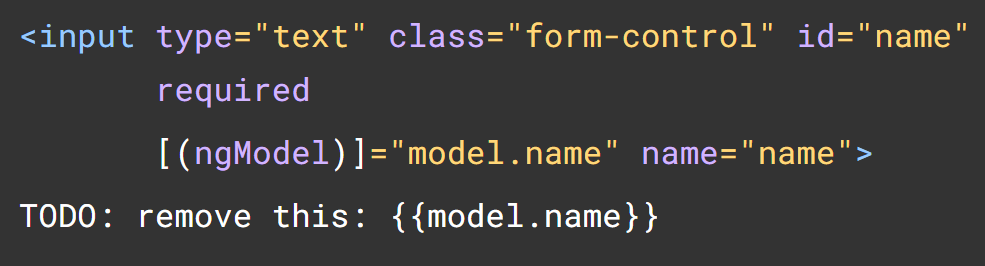 <input type="text" class="form-control" id="name"
required
[(ngModel)]="model.name" name="name">
TODO: remove this: {{model.name}}